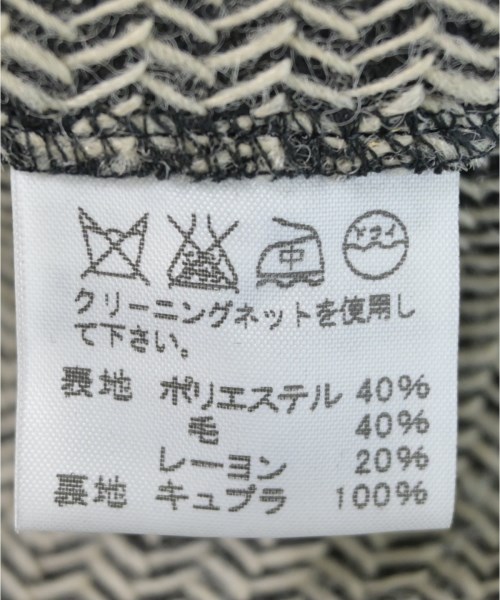 中 ドライ
クリーニングネットを使用し
て下さい。
表地 ポリエステル 40%
毛 40%
レーヨン 20%
裏地 キュプラ 100%